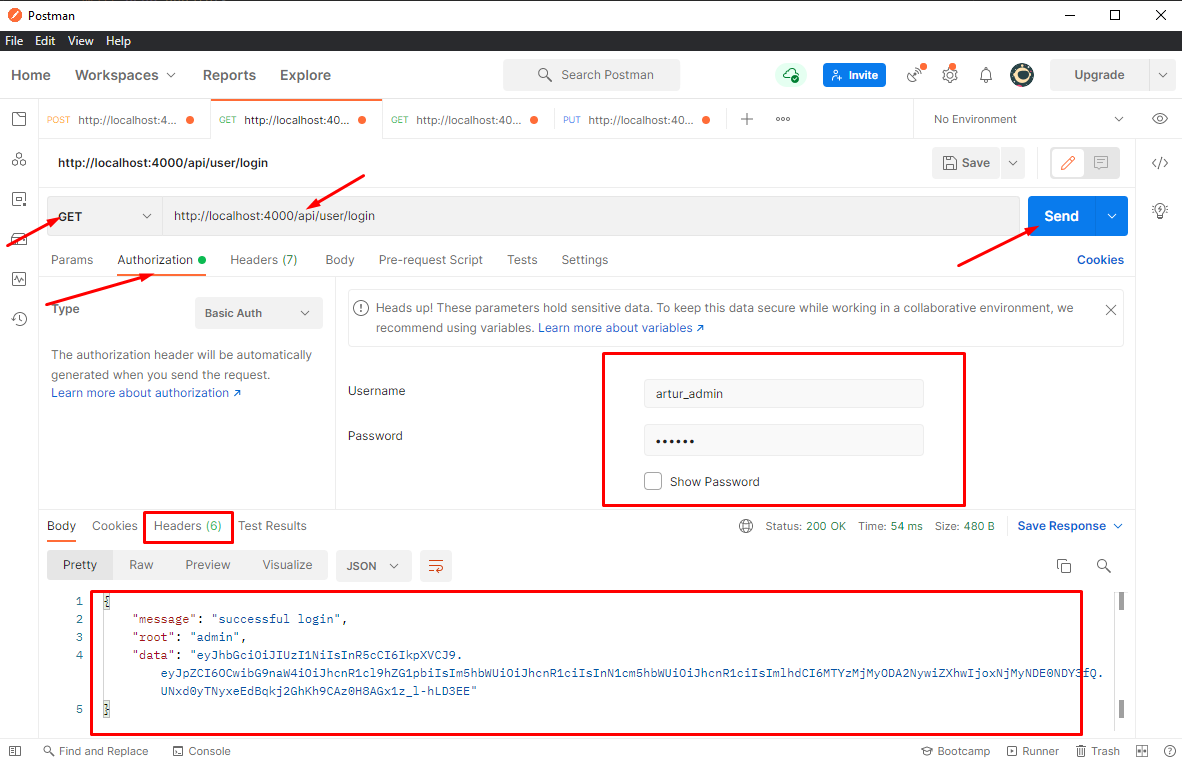 Postman
File Edit View Help
Home Workspaces Reports Explore Search Postman Invite Upgrade
POST http://localhost:4... GET http://localhost:40... GET http://localhost:40... PUT http://localhost:40... No Environment
http://localhost:4000/api/user/login Save
GET http://localhost:4000/api/user/login Send
Params Authorization Headers (7) Body Pre-request Script Tests Settings Cookies
Type Basic Auth
The authorization header will be automatically
generated when you send the request.
Learn more about authorization ↗
Heads up! These parameters hold sensitive data. To keep this data secure while working in a collaborative environment, we
recommend using variables. Learn more about variables ↗
Username artur_admin
Password ••••••
Show Password
Body Cookies Headers (6) Test Results Status: 200 OK Time: 54 ms Size: 480 B Save Response
Pretty Raw Preview Visualize JSON
1 {
2 "message": "successful login",
3 "root": "admin",
4 "data": "eyJhbGciOiJIUzI1NiIsInR5cCI6IkpXVCJ9.
eyJpZCI6OCwibG9naW4iOiJhcnR1cl9hZG1pbiIsIm5hbWUiOiJhcnR1ciIsInN1cm5hbWUiOiJhcnR1ciIsImlhdCI6MTYzMjMyODA2NywiZXhwIjoxNjMyNDE0NDY3fQ.
UNxd0yTNyxeEdBqkj2GhKh9CAz0H8AGx1z_l-hLD3EE"
5 }
Find and Replace Console Bootcamp Runner Trash